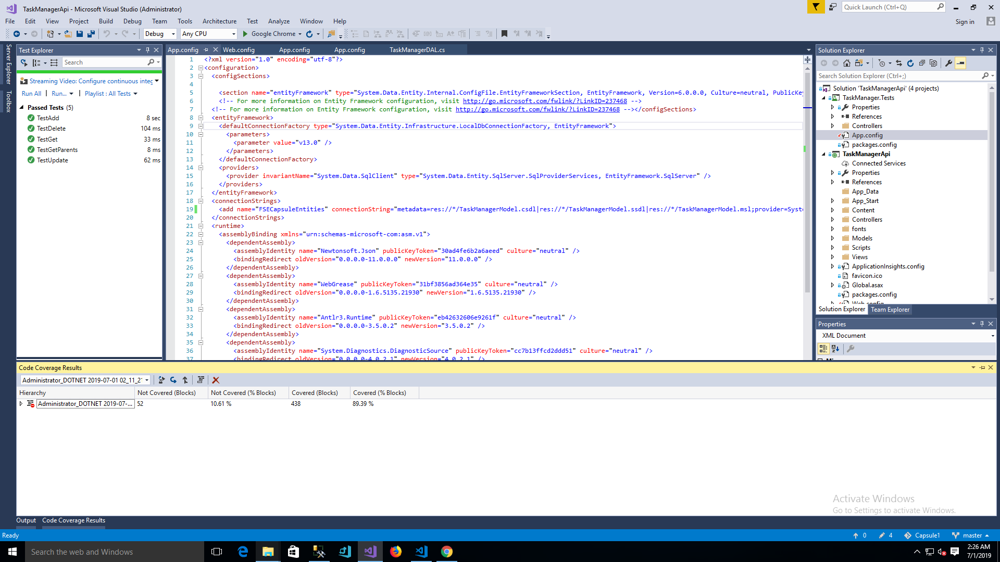 TaskManagerApi - Microsoft Visual Studio (Administrator)
Quick Launch (Ctrl+Q)
File Edit View Project Build Debug Team Tools Architecture Test Analyze Window Help
Sign in
Debug Any CPU Google Chrome
Server Explorer
Toolbox
Test Explorer
Search
Streaming Video: Configure continuous integ
Run All Run... Playlist : All Tests
Passed Tests (5)
TestAdd 8 sec
TestDelete 104 ms
TestGet 33 ms
TestGetParents 8 ms
TestUpdate 62 ms
App.config Web.config App.config App.config TaskManagerDAL.cs
1 <?xml version="1.0" encoding="utf-8"?>
2 <configuration>
3 <configSections>
4
5 <section name="entityFramework" type="System.Data.Entity.Internal.ConfigFile.EntityFrameworkSection, EntityFramework, Version=6.0.0.0, Culture=neutral, PublicKey
6 <!-- For more information on Entity Framework configuration, visit http://go.microsoft.com/fwlink/?LinkID=237468 -->
7 <!-- For more information on Entity Framework configuration, visit http://go.microsoft.com/fwlink/?LinkID=237468 --></configSections>
8 <entityFramework>
9 <defaultConnectionFactory type="System.Data.Entity.Infrastructure.LocalDbConnectionFactory, EntityFramework">
10 <parameters>
11 <parameter value="v13.0" />
12 </parameters>
13 </defaultConnectionFactory>
14 <providers>
15 <provider invariantName="System.Data.SqlClient" type="System.Data.Entity.SqlServer.SqlProviderServices, EntityFramework.SqlServer" />
16 </providers>
17 </entityFramework>
18 <connectionStrings>
19 <add name="FSECapsuleEntities" connectionString="metadata=res://*/TaskManagerModel.csdl|res://*/TaskManagerModel.ssdl|res://*/TaskManagerModel.msl;provider=Syste
20 </connectionStrings>
21 <runtime>
22 <assemblyBinding xmlns="urn:schemas-microsoft-com:asm.v1">
23 <dependentAssembly>
24 <assemblyIdentity name="Newtonsoft.Json" publicKeyToken="30ad4fe6b2a6aeed" culture="neutral" />
25 <bindingRedirect oldVersion="0.0.0.0-11.0.0.0" newVersion="11.0.0.0" />
26 </dependentAssembly>
27 <dependentAssembly>
28 <assemblyIdentity name="WebGrease" publicKeyToken="31bf3856ad364e35" culture="neutral" />
29 <bindingRedirect oldVersion="0.0.0.0-1.6.5135.21930" newVersion="1.6.5135.21930" />
30 </dependentAssembly>
31 <dependentAssembly>
32 <assemblyIdentity name="Antlr3.Runtime" publicKeyToken="eb42632606e9261f" culture="neutral" />
33 <bindingRedirect oldVersion="0.0.0.0-3.5.0.2" newVersion="3.5.0.2" />
34 </dependentAssembly>
35 <dependentAssembly>
36 <assemblyIdentity name="System.Diagnostics.DiagnosticSource" publicKeyToken="cc7b13ffcd2ddd51" culture="neutral" />
37 <bindingRedirect oldVersion="0.0.0.0-4.0.2.1" newVersion="4.0.2.1" />
Solution Explorer
Search Solution Explorer (Ctrl+;)
Solution 'TaskManagerApi' (4 projects)
TaskManager.Tests
Properties
References
Controllers
App.config
packages.config
TaskManagerApi
Connected Services
Properties
References
App_Data
App_Start
Content
Controllers
fonts
Models
Scripts
Views
ApplicationInsights.config
favicon.ico
Global.asax
packages.config
Web.config
Solution Explorer Team Explorer
Properties
XML Document
Code Coverage Results
Administrator_DOTNET 2019-07-01 02_11_21
Hierarchy Not Covered (Blocks) Not Covered (% Blocks) Covered (Blocks) Covered (% Blocks)
Administrator_DOTNET 2019-07-... 52 10.61 % 438 89.39 %
Activate Windows
Go to Settings to activate Windows.
Output Code Coverage Results
Ready
0 4 Capsule1 master
Search the web and Windows
2:26 AM
7/1/2019